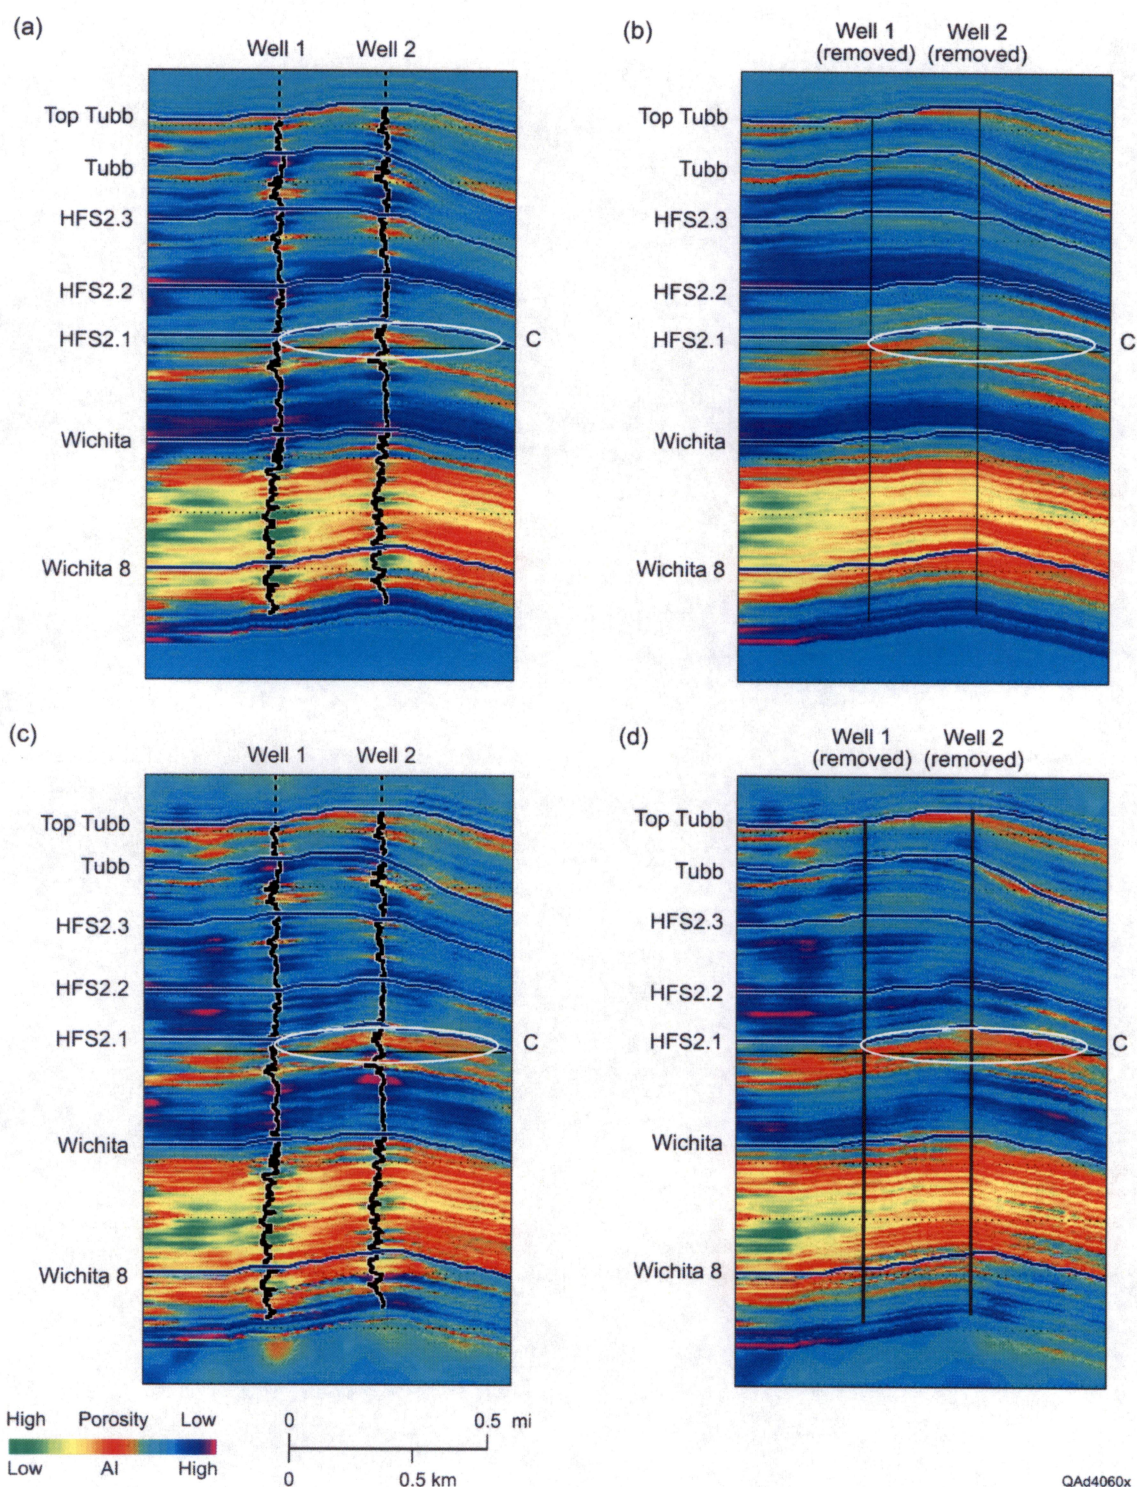 (a)
Well 1 Well 2
Top Tubb
Tubb
HFS2.3
HFS2.2
HFS2.1
C
Wichita
Wichita 8
(b)
Well 1 Well 2
(removed) (removed)
Top Tubb
Tubb
HFS2.3
HFS2.2
HFS2.1
C
Wichita
Wichita 8
(c)
Well 1 Well 2
Top Tubb
Tubb
HFS2.3
HFS2.2
HFS2.1
C
Wichita
Wichita 8
(d)
Well 1 Well 2
(removed) (removed)
Top Tubb
Tubb
HFS2.3
HFS2.2
HFS2.1
C
Wichita
Wichita 8
High Porosity Low
Low AI High
0 0.5 mi
0 0.5 km
QAd4060x